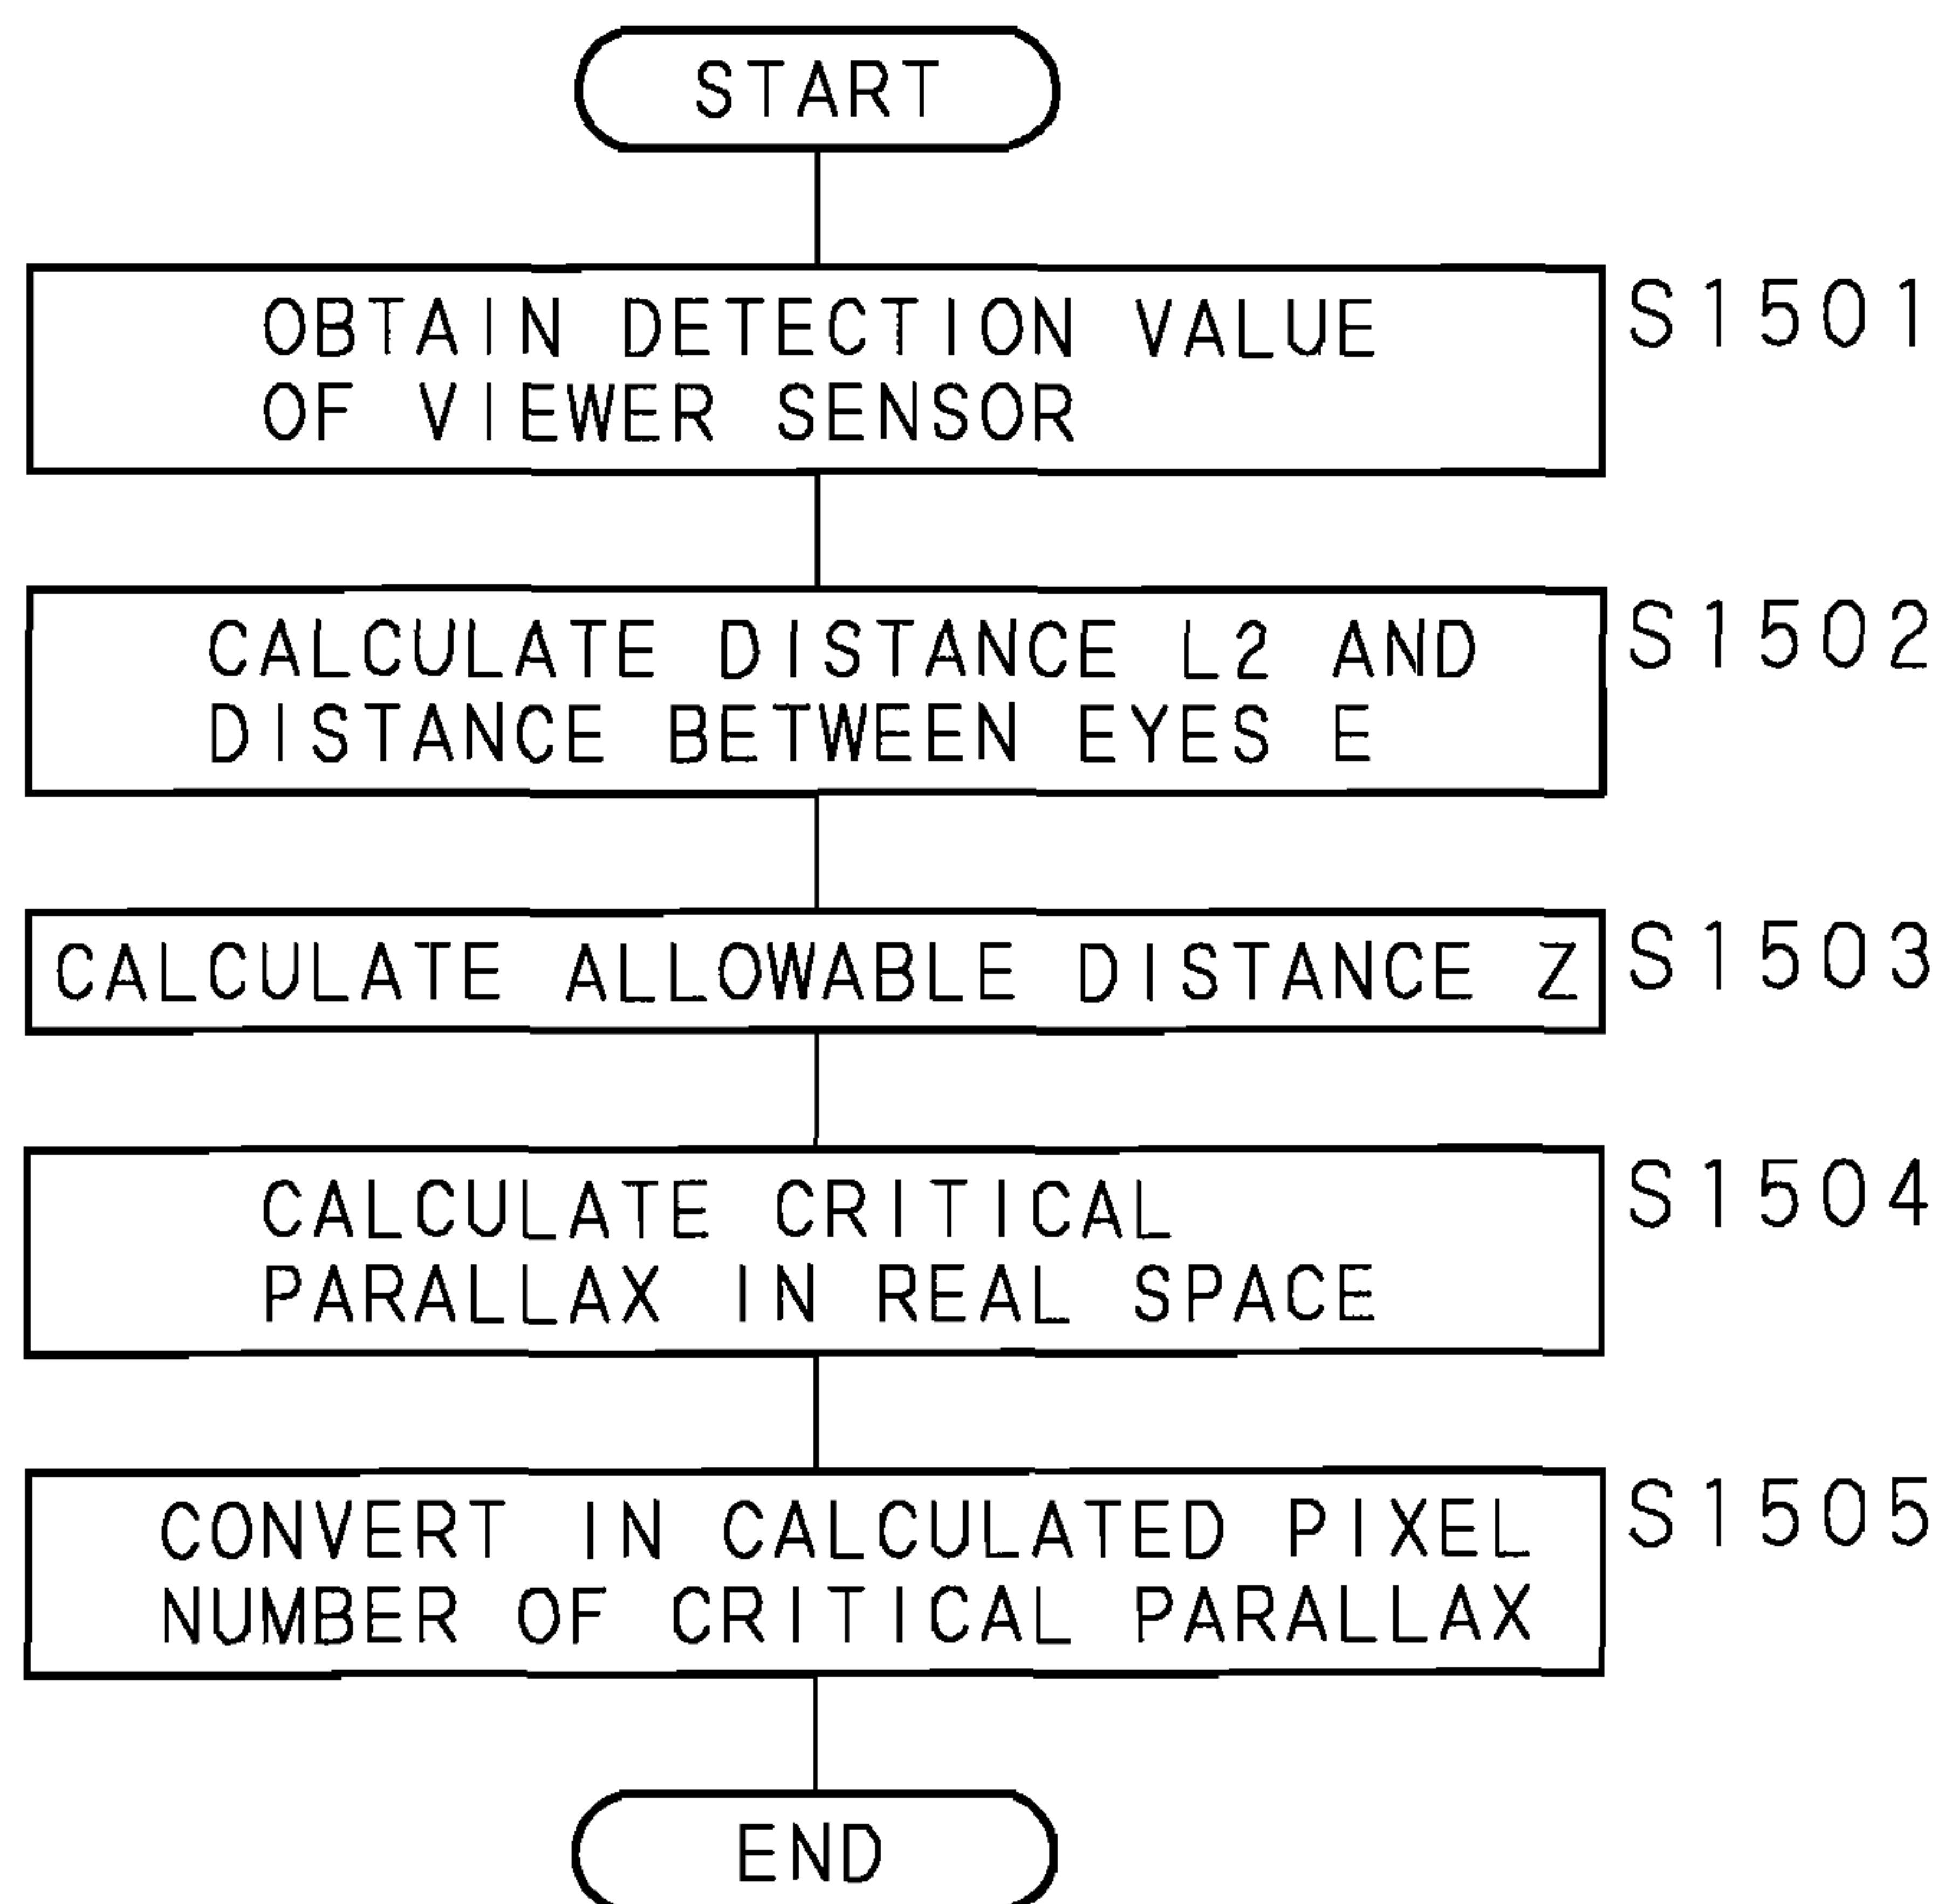 START
OBTAIN DETECTION VALUE
OF VIEWER SENSOR
S1501
CALCULATE DISTANCE L2 AND
DISTANCE BETWEEN EYES E
S1502
CALCULATE ALLOWABLE DISTANCE Z
S1503
CALCULATE CRITICAL
PARALLAX IN REAL SPACE
S1504
CONVERT IN CALCULATED PIXEL
NUMBER OF CRITICAL PARALLAX
S1505
END